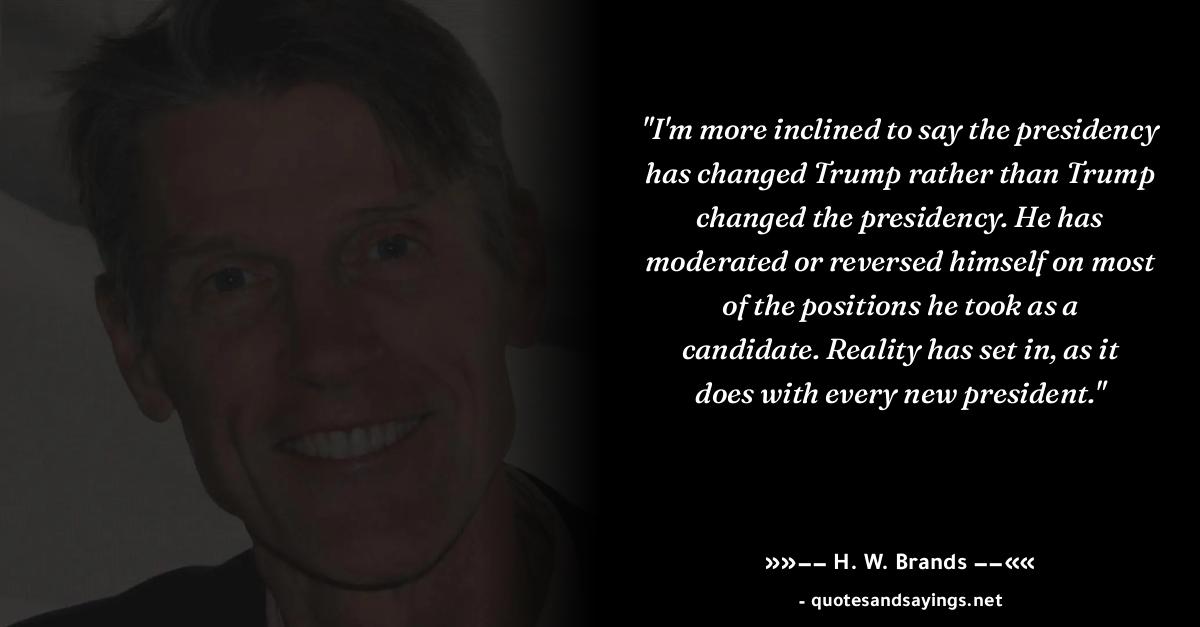 "I'm more inclined to say the presidency
has changed Trump rather than Trump
changed the presidency. He has
moderated or reversed himself on most
of the positions he took as a
candidate. Reality has set in, as it
does with every new president."
»»−− H. W. Brands −−««
- quotesandsayings.net